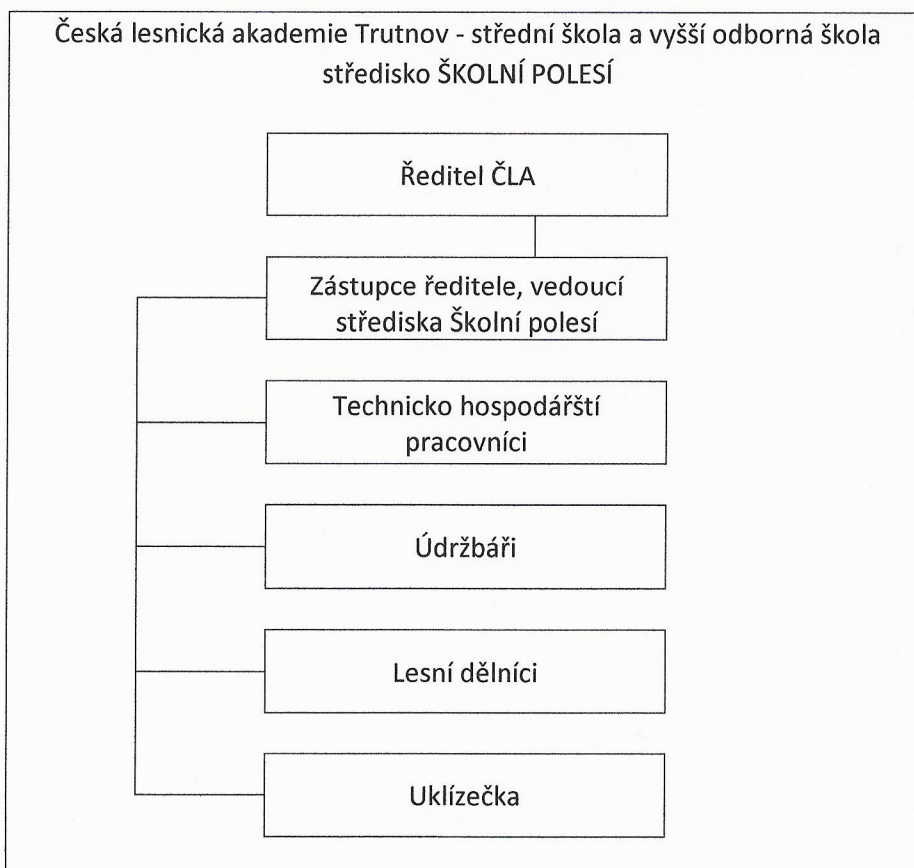 Česká lesnická akademie Trutnov - střední škola a vyšší odborná škola
středisko ŠKOLNÍ POLESÍ
Ředitel ČLA
Zástupce ředitele, vedoucí
střediska Školní polesí
Technicko hospodářští
pracovníci
Údržbáři
Lesní dělníci
Uklízečka